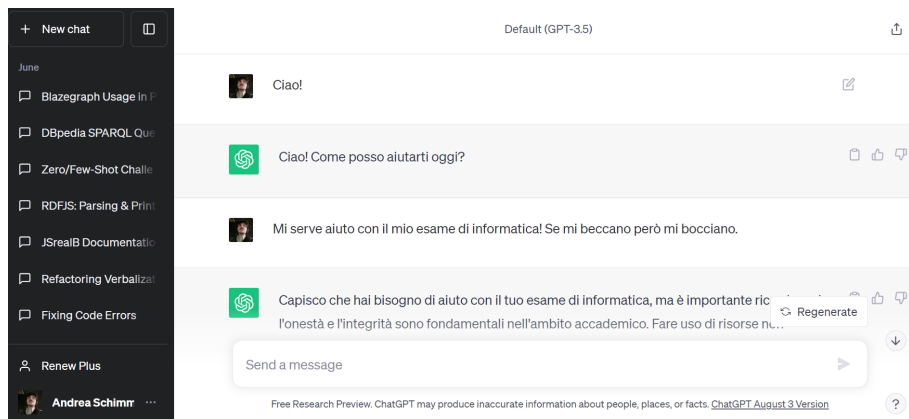 New chat
June
Blazegraph Usage In
DBpedia SPARQL Que
Zero/Few-Shot Challe
RDFJS: Parsing & Print
JSrealB Documentatio
Refactoring Verbalizat
Fixing Code Errors
Renew Plus
Andrea Schimm
Default (GPT-3.5)
Ciao!
Ciao! Come posso aiutarti oggi?
Mi serve aiuto con il mio esame di informatica! Se mi beccano però mi bocciano.
Capisco che hai bisogno di aiuto con il tuo esame di informatica, ma è importante
l'onestà e l'integrità sono fondamentali nell'ambito accademico. Fare uso di risorse
Regenerate
Send a message
Free Research Preview. ChatGPT may produce inaccurate information about people, places, or facts. ChatGPT August 3 Version
?